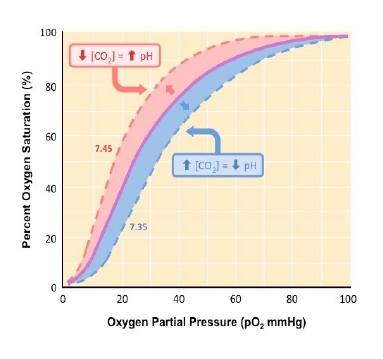 100
80
60
40
20
0
Percent Oxygen Saturation (%)
⬇ [CO₂] = ⬆ pH
7.45
⬆ [CO₂] = ⬇ pH
7.35
0 20 40 60 80 100
Oxygen Partial Pressure (pO₂ mmHg)